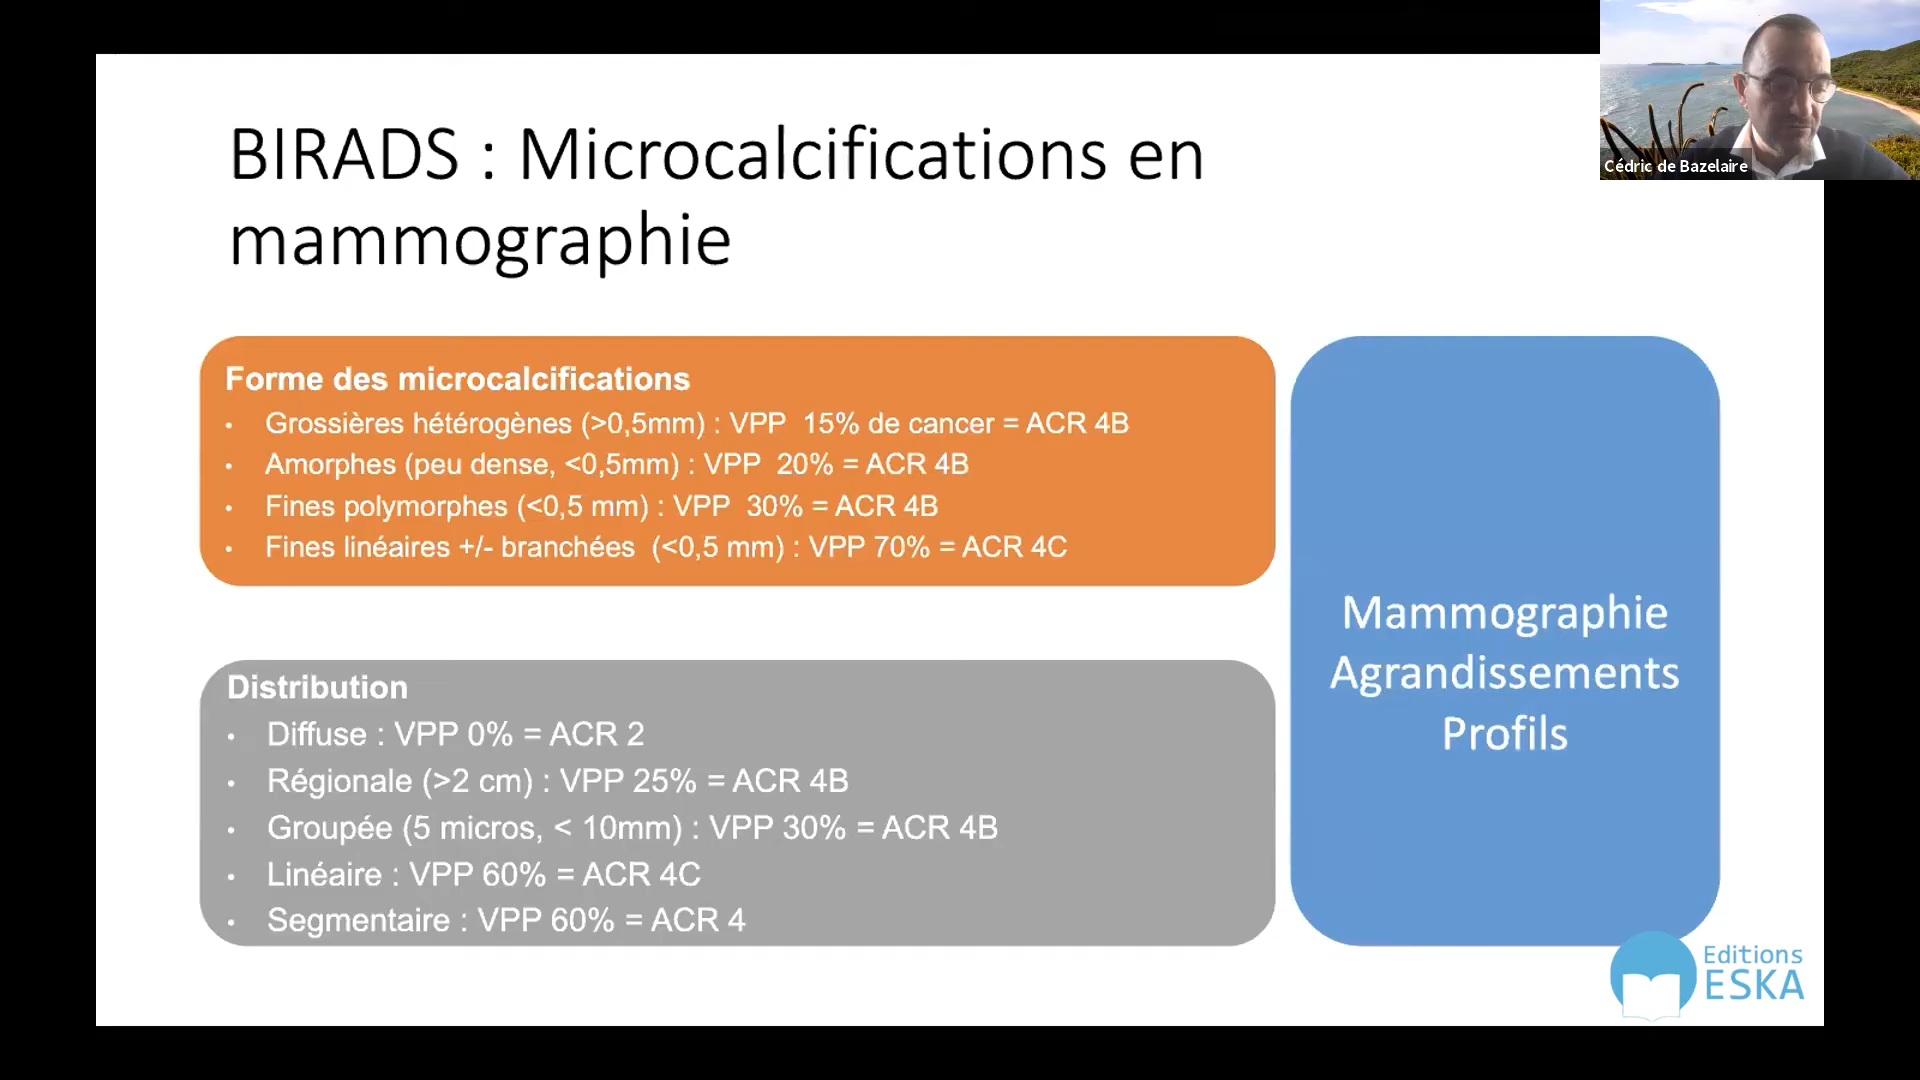 Cédric de Bazelaire
BIRADS : Microcalcifications en
mammographie
Forme des microcalcifications
• Grossières hétérogènes (>0,5mm) : VPP 15% de cancer = ACR 4B
• Amorphes (peu dense, <0,5mm) : VPP 20% = ACR 4B
• Fines polymorphes (<0,5 mm) : VPP 30% = ACR 4B
• Fines linéaires +/- branchées (<0,5 mm) : VPP 70% = ACR 4C
Distribution
• Diffuse : VPP 0% = ACR 2
• Régionale (>2 cm) : VPP 25% = ACR 4B
• Groupée (5 micros, < 10mm) : VPP 30% = ACR 4B
• Linéaire : VPP 60% = ACR 4C
• Segmentaire : VPP 60% = ACR 4
Mammographie
Agrandissements
Profils
Editions
ESKA